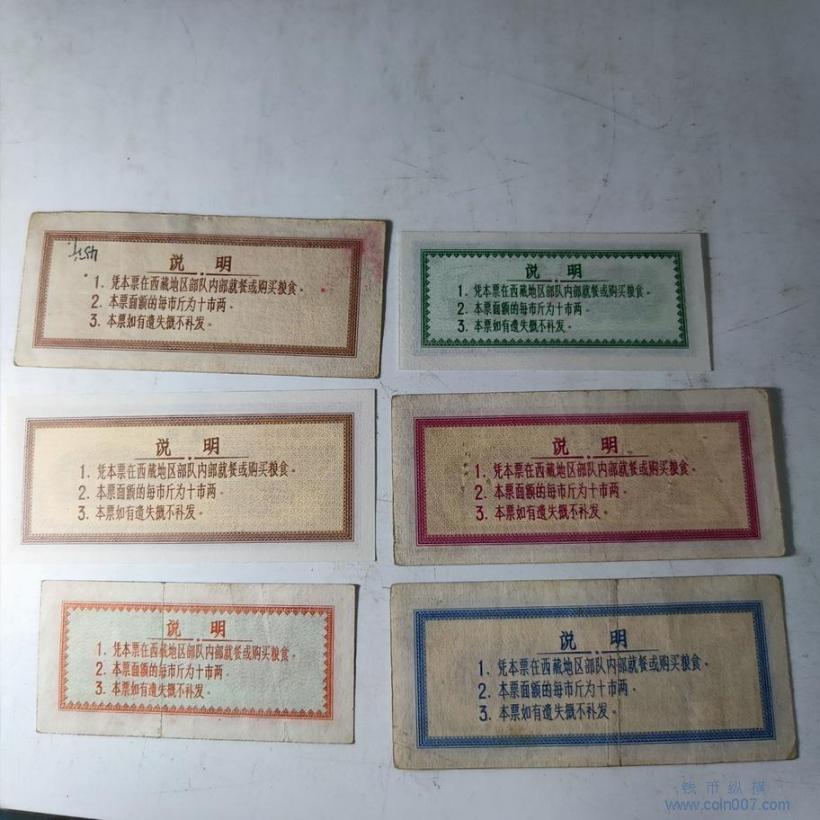 说明
1. 凭本票在西藏地区部队内部就餐或购买粮食。
2. 本票面额的每市斤为十市两。
3. 本票如有遗失概不补发。
说明
1. 凭本票在西藏地区部队内部就餐或购买粮食。
2. 本票面额的每市斤为十市两。
3. 本票如有遗失概不补发。
说明
1. 凭本票在西藏地区部队内部就餐或购买粮食。
2. 本票面额的每市斤为十市两。
3. 本票如有遗失概不补发。
说明
1. 凭本票在西藏地区部队内部就餐或购买粮食。
2. 本票面额的每市斤为十市两。
3. 本票如有遗失概不补发。
说明
1. 凭本票在西藏地区部队内部就餐或购买粮食。
2. 本票面额的每市斤为十市两。
3. 本票如有遗失概不补发。
说明
1. 凭本票在西藏地区部队内部就餐或购买粮食。
2. 本票面额的每市斤为十市两。
3. 本票如有遗失概不补发。
钱币纵横
www.coin007.com